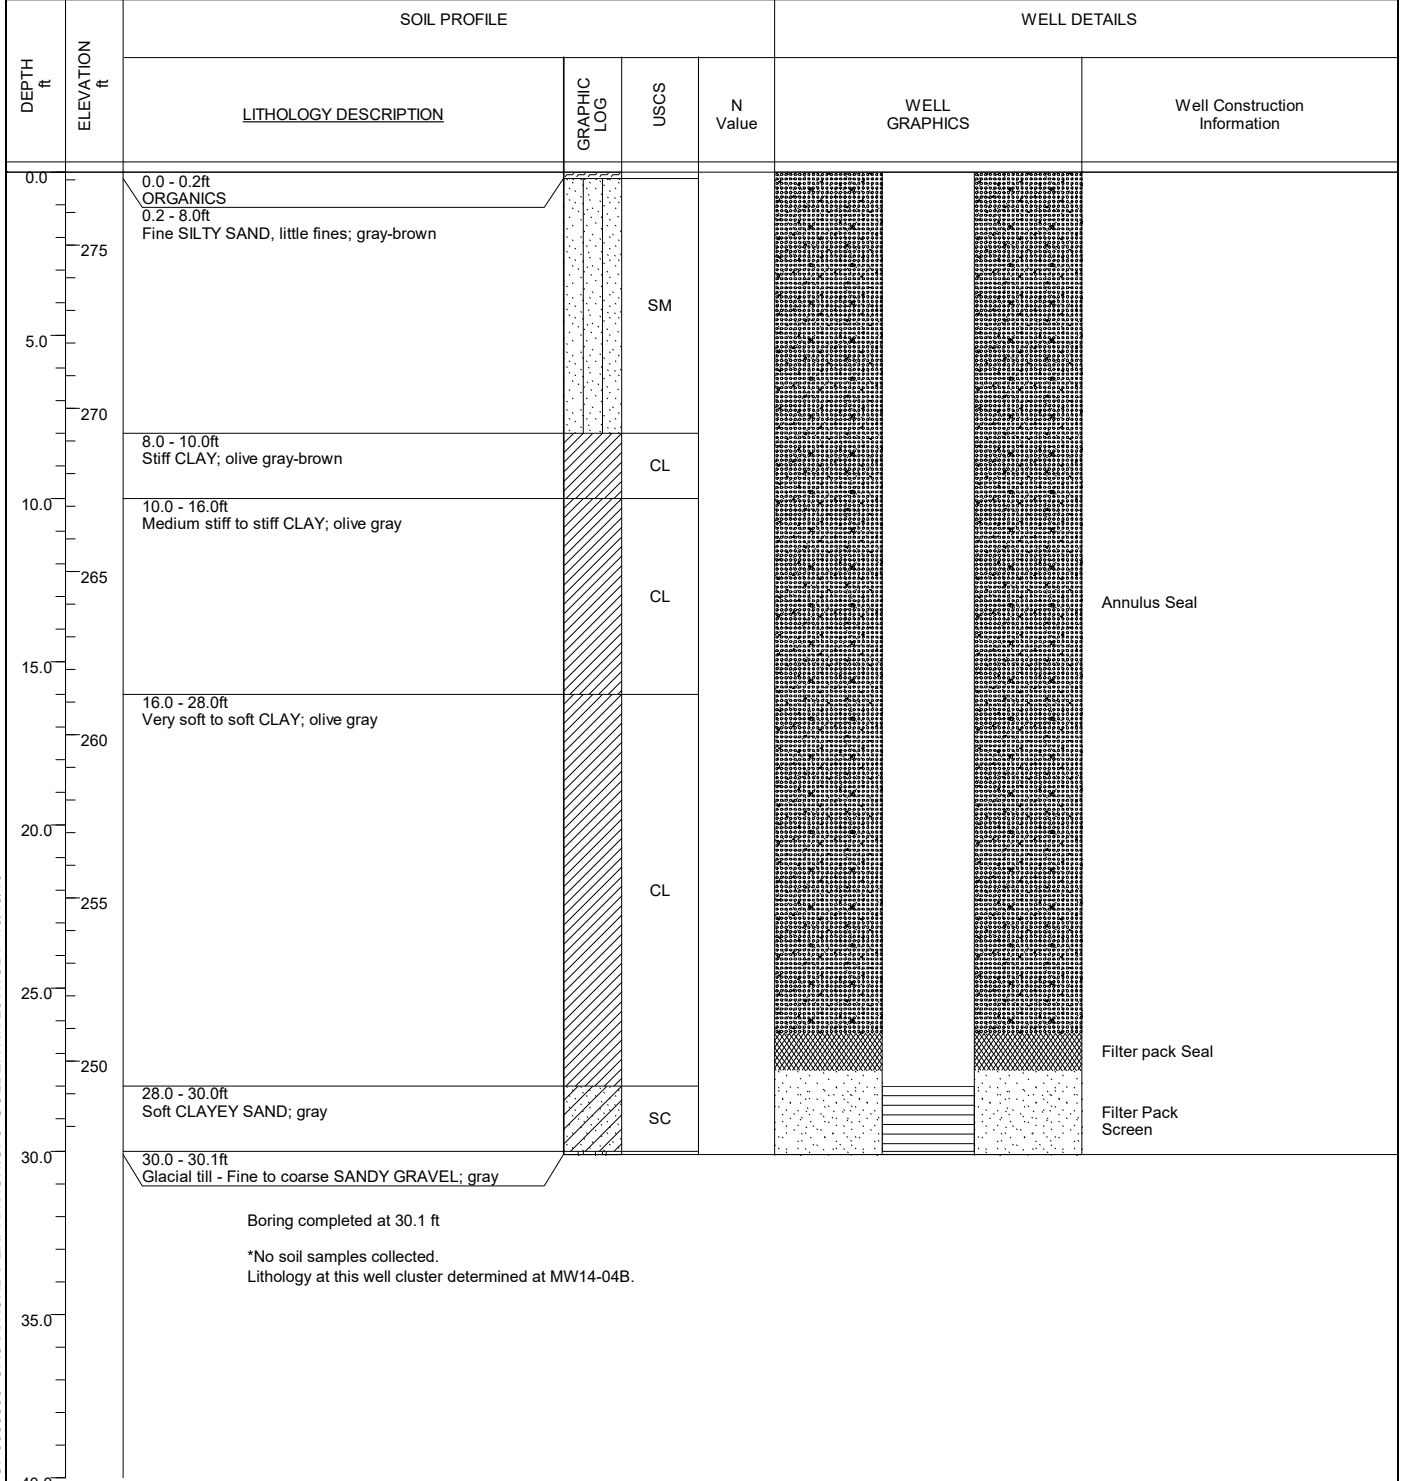 SOIL PROFILE
WELL DETAILS
DEPTH
ft
ELEVATION
ft
LITHOLOGY DESCRIPTION
GRAPHIC
LOG
USCS
N
Value
WELL
GRAPHICS
Well Construction
Information
0.0
0.0 - 0.2ft
ORGANICS
0.2 - 8.0ft
Fine SILTY SAND, little fines; gray-brown
275
SM
5.0
270
8.0 - 10.0ft
Stiff CLAY; olive gray-brown
CL
10.0
10.0 - 16.0ft
Medium stiff to stiff CLAY; olive gray
265
CL
Annulus Seal
15.0
16.0 - 28.0ft
Very soft to soft CLAY; olive gray
260
20.0
CL
255
25.0
Filter pack Seal
250
28.0 - 30.0ft
Soft CLAYEY SAND; gray
SC
Filter Pack
Screen
30.0
30.0 - 30.1ft
Glacial till - Fine to coarse SANDY GRAVEL; gray
Boring completed at 30.1 ft
*No soil samples collected.
Lithology at this well cluster determined at MW14-04B.
35.0